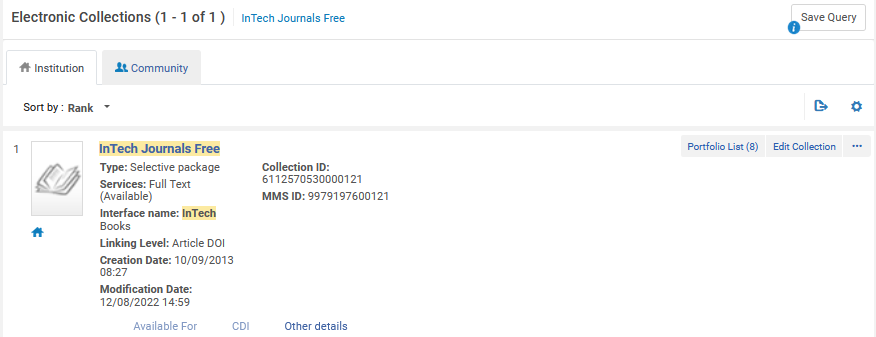 Electronic Collections (1 - 1 of 1 ) InTech Journals Free
Save Query
Institution Community
Sort by : Rank
1
InTech Journals Free
Portfolio List (8) Edit Collection ...
Type: Selective package
Services: Full Text
(Available)
Interface name: InTech
Books
Linking Level: Article DOI
Creation Date: 10/09/2013
08:27
Modification Date:
12/08/2022 14:59
Collection ID:
6112570530000121
MMS ID: 9979197600121
Available For CDI Other details